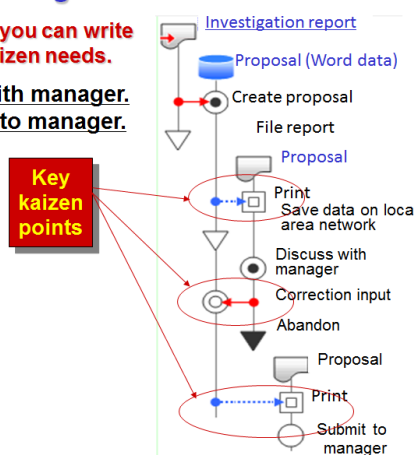 Investigation report
you can write
izen needs.
Proposal (Word data)
ith manager.
to manager.
Create proposal
File report
Proposal
Key
kaizen
points
Print
Save data on loca
area network
Discuss with
manager
Correction input
Abandon
Proposal
Print
Submit to
manager